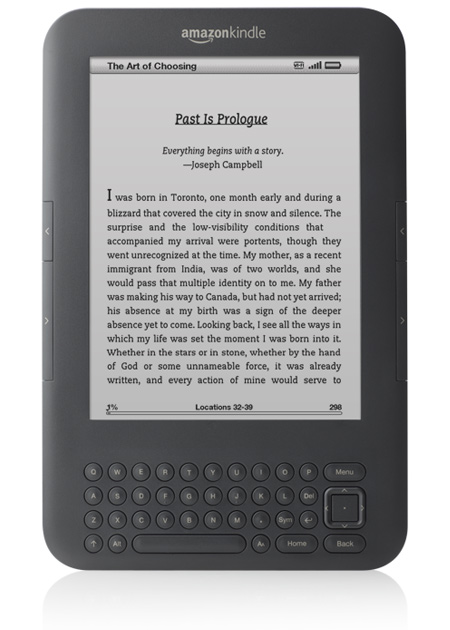 amazonkindle
The Art of Choosing
Past Is Prologue
Everything begins with a story.
—Joseph Campbell
I was born in Toronto, one month early and during a
blizzard that covered the city in snow and silence. The
surprise and the low-visibility conditions that
accompanied my arrival were portents, though they
went unrecognized at the time. My mother, as a recent
immigrant from India, was of two worlds, and she
would pass that multiple identity on to me. My father
was making his way to Canada, but had not yet arrived;
his absence at my birth was a sign of the deeper
absence yet to come. Looking back, I see all the ways in
which my life was set the moment I was born into it.
Whether in the stars or in stone, whether by the hand
of God or some unnameable force, it was already
written, and every action of mine would serve to
1% Locations 32-39 298
Q W E R T Y U I O P Menu
A S D F G H J K L Del
Z X C V B N M . Sym
Alt Aa Home Back